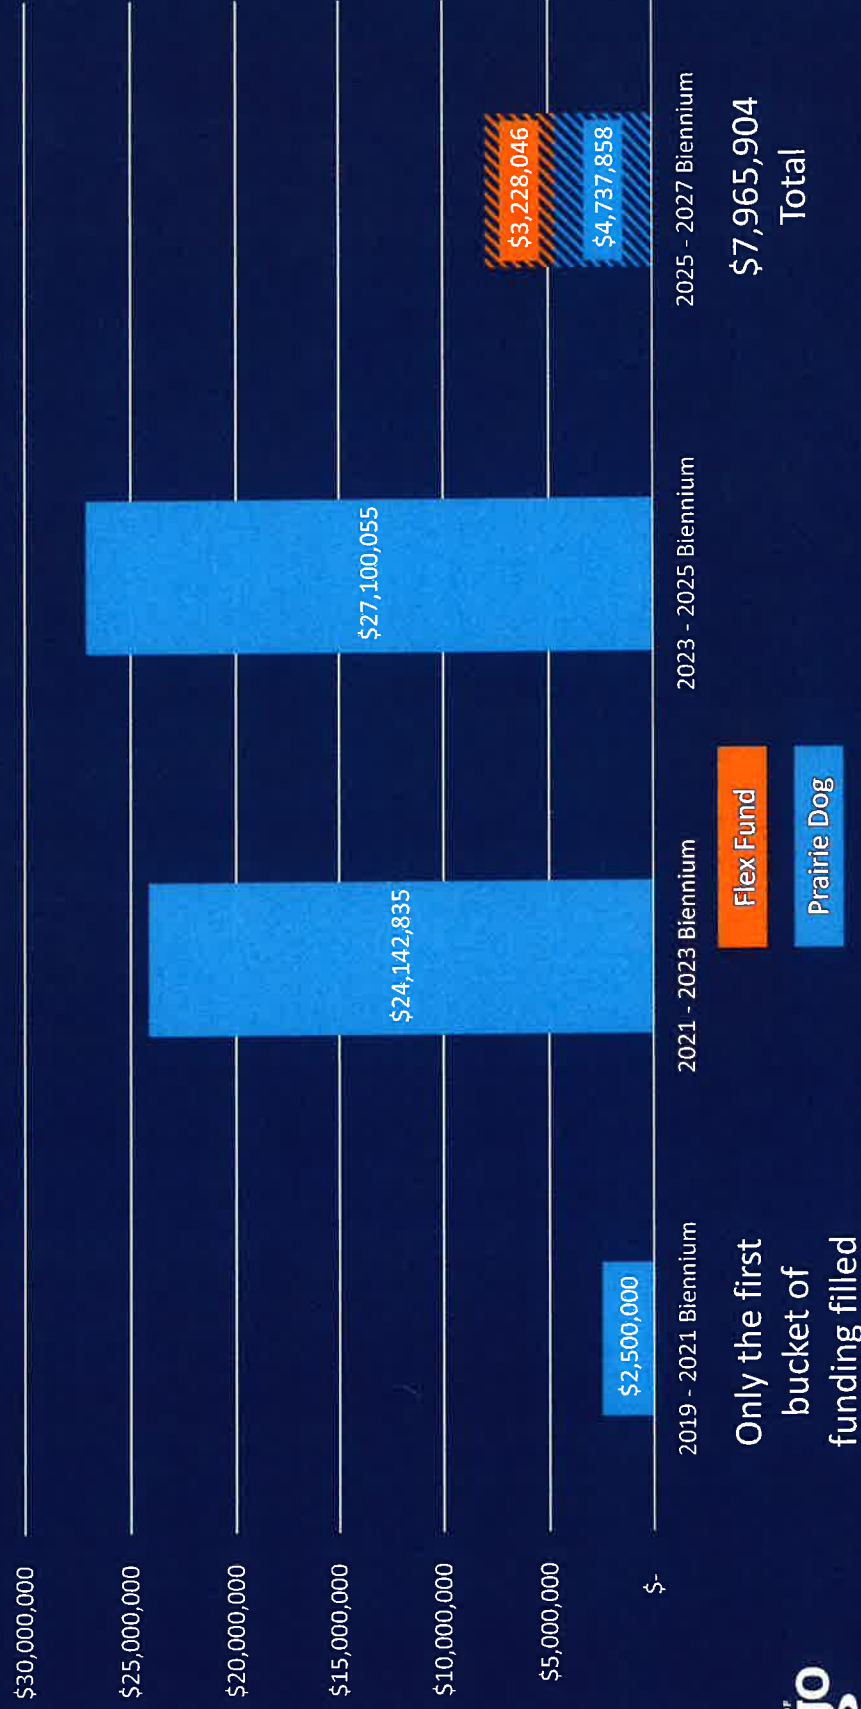 $30,000,000
$25,000,000
$20,000,000
$15,000,000
$10,000,000
$5,000,000
$-
$2,500,000
$24,142,835
$27,100,055
$3,228,046
$4,737,858
2019 - 2021 Biennium
2021 - 2023 Biennium
2023 - 2025 Biennium
2025 - 2027 Biennium
Only the first
bucket of
funding filled
Flex Fund
Prairie Dog
$7,965,904
Total